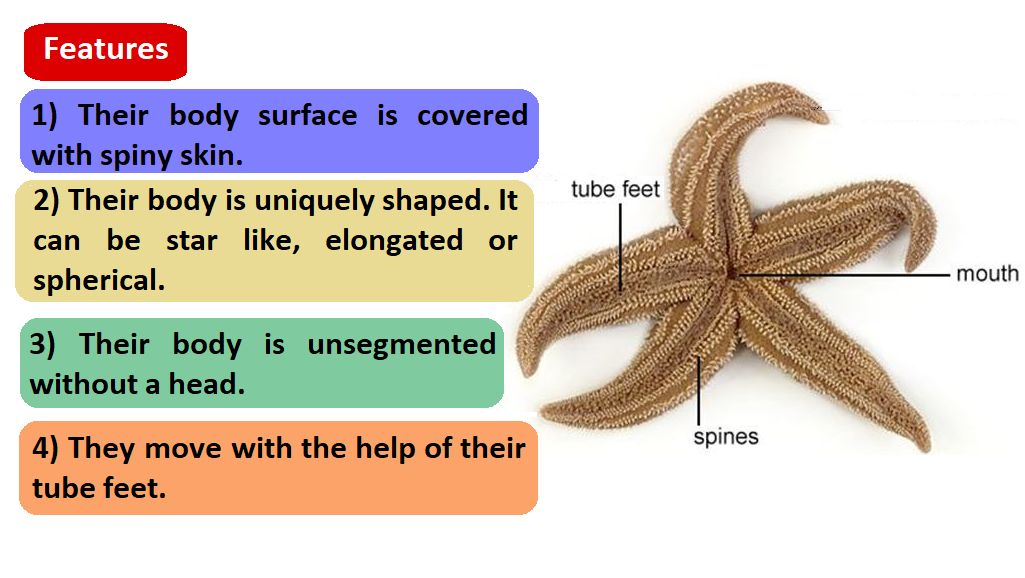 Features
1) Their body surface is covered
with spiny skin.
2) Their body is uniquely shaped. It
can be star like, elongated or
spherical.
3) Their body is unsegmented
without a head.
4) They move with the help of their
tube feet.
tube feet
mouth
spines